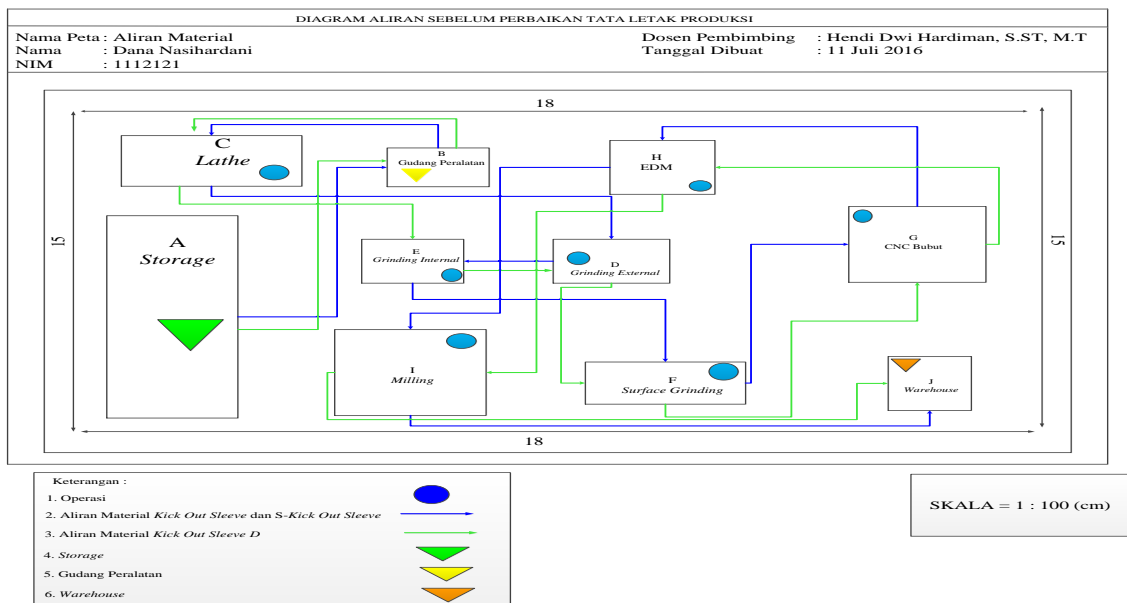 DIAGRAM ALIRAN SEBELUM PERBAIKAN TATA LETAK PRODUKSI
Nama Peta : Aliran Material
Nama : Dana Nasihardani
NIM : 1112121
Dosen Pembimbing : Hendi Dwi Hardiman, S.ST, M.T
Tanggal Dibuat : 11 Juli 2016
18
15
C
Lathe
B
Gudang Peralatan
H
EDM
G
CNC Bubut
15
A
Storage
E
Grinding Internal
D
Grinding External
I
Milling
F
Surface Grinding
J
Warehouse
18
Keterangan :
1. Operasi
2. Aliran Material Kick Out Sleeve dan S-Kick Out Sleeve
3. Aliran Material Kick Out Sleeve D
4. Storage
5. Gudang Peralatan
6. Warehouse
SKALA = 1 : 100 (cm)